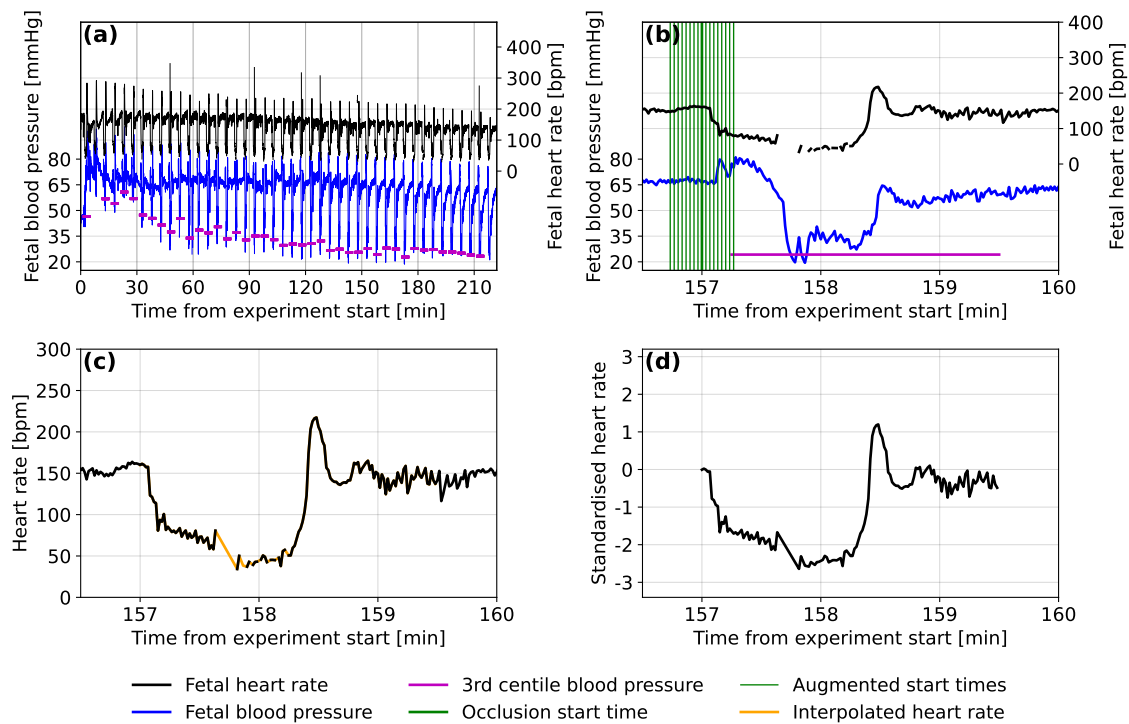 (a)
Fetal blood pressure [mmHg]
80
65
50
35
20
400
300
200
100
0
Fetal heart rate [bpm]
0 30 60 90 120 150 180 210
Time from experiment start [min]
(b)
Fetal blood pressure [mmHg]
80
65
50
35
20
400
300
200
100
0
Fetal heart rate [bpm]
157 158 159 160
Time from experiment start [min]
(c)
Heart rate [bpm]
300
250
200
150
100
50
0
157 158 159 160
Time from experiment start [min]
(d)
Standardised heart rate
3
2
1
0
-1
-2
-3
157 158 159 160
Time from experiment start [min]
Fetal heart rate
Fetal blood pressure
3rd centile blood pressure
Occlusion start time
Augmented start times
Interpolated heart rate